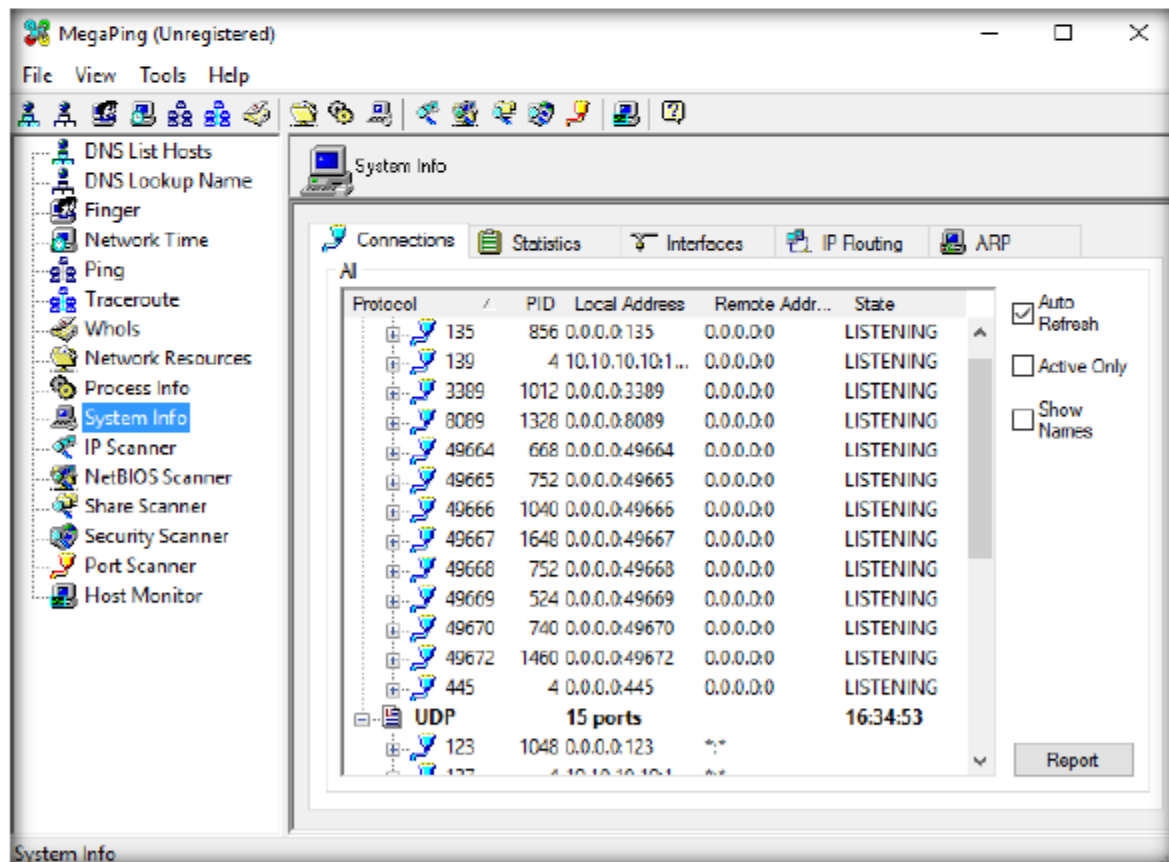 MegaPing (Unregistered)
File View Tools Help
DNS List Hosts
DNS Lookup Name
Finger
Network Time
Ping
Traceroute
WhoIs
Network Resources
Process Info
System Info
IP Scanner
NetBIOS Scanner
Share Scanner
Security Scanner
Port Scanner
Host Monitor
System Info
Connections Statistics Interfaces IP Routing ARP
All
Protocol PID Local Address Remote Addr... State
135 856 0.0.0.0:135 0.0.0.0:0 LISTENING
139 4 10.10.10.10:1... 0.0.0.0:0 LISTENING
3389 1012 0.0.0.0:3389 0.0.0.0:0 LISTENING
8089 1328 0.0.0.0:8089 0.0.0.0:0 LISTENING
49664 668 0.0.0.0:49664 0.0.0.0:0 LISTENING
49665 752 0.0.0.0:49665 0.0.0.0:0 LISTENING
49666 1040 0.0.0.0:49666 0.0.0.0:0 LISTENING
49667 1648 0.0.0.0:49667 0.0.0.0:0 LISTENING
49668 752 0.0.0.0:49668 0.0.0.0:0 LISTENING
49669 524 0.0.0.0:49669 0.0.0.0:0 LISTENING
49670 740 0.0.0.0:49670 0.0.0.0:0 LISTENING
49672 1460 0.0.0.0:49672 0.0.0.0:0 LISTENING
445 4 0.0.0.0:445 0.0.0.0:0 LISTENING
UDP 15 ports 16:34:53
123 1048 0.0.0.0:123 *:*
Auto
Refresh
Active Only
Show
Names
Report
System Info